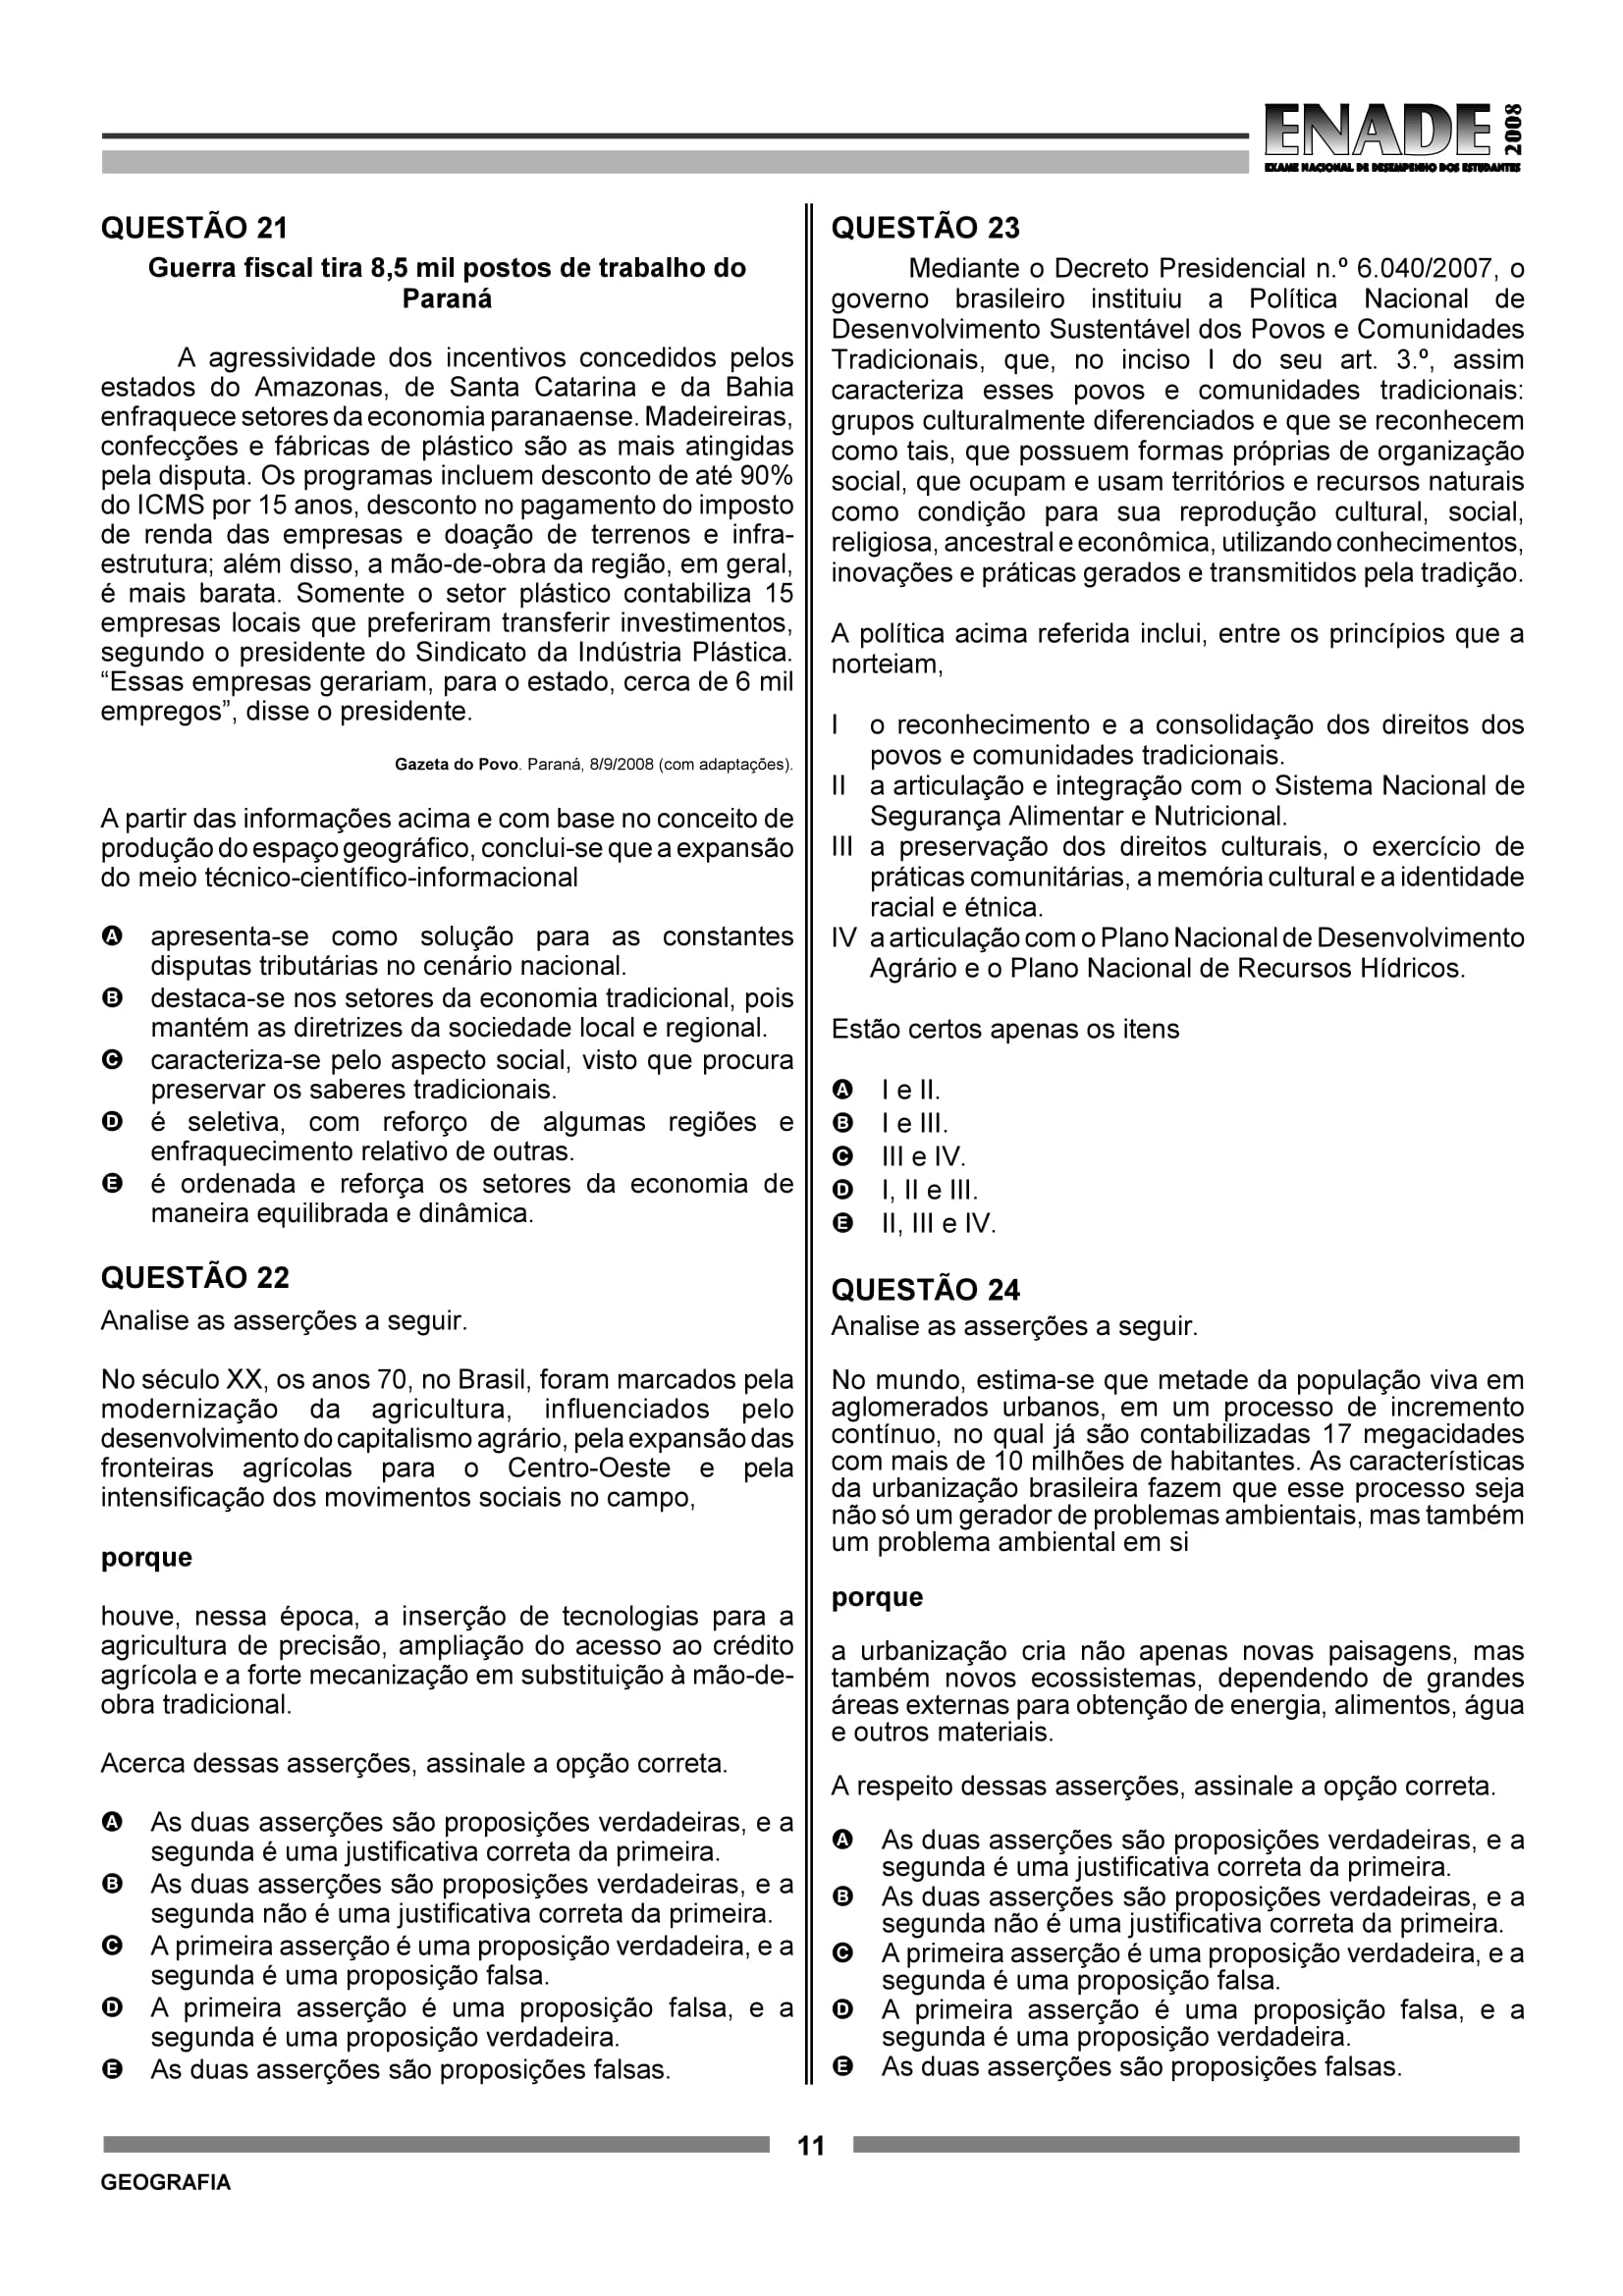 ENADE 2008
EXAME NACIONAL DE DESEMPENHO DOS ESTUDANTES
QUESTÃO 21
Guerra fiscal tira 8,5 mil postos de trabalho do
Paraná
A agressividade dos incentivos concedidos pelos
estados do Amazonas, de Santa Catarina e da Bahia
enfraquece setores da economia paranaense. Madeireiras,
confecções e fábricas de plástico são as mais atingidas
pela disputa. Os programas incluem desconto de até 90%
do ICMS por 15 anos, desconto no pagamento do imposto
de renda das empresas e doação de terrenos e infra-
estrutura; além disso, a mão-de-obra da região, em geral,
é mais barata. Somente o setor plástico contabiliza 15
empresas locais que preferiram transferir investimentos,
segundo o presidente do Sindicato da Indústria Plástica.
“Essas empresas gerariam, para o estado, cerca de 6 mil
empregos”, disse o presidente.
Gazeta do Povo. Paraná, 8/9/2008 (com adaptações).
A partir das informações acima e com base no conceito de
produção do espaço geográfico, conclui-se que a expansão
do meio técnico-científico-informacional
A apresenta-se como solução para as constantes
disputas tributárias no cenário nacional.
B destaca-se nos setores da economia tradicional, pois
mantém as diretrizes da sociedade local e regional.
C caracteriza-se pelo aspecto social, visto que procura
preservar os saberes tradicionais.
D é seletiva, com reforço de algumas regiões e
enfraquecimento relativo de outras.
E é ordenada e reforça os setores da economia de
maneira equilibrada e dinâmica.
QUESTÃO 22
Analise as asserções a seguir.
No século XX, os anos 70, no Brasil, foram marcados pela
modernização da agricultura, influenciados pelo
desenvolvimento do capitalismo agrário, pela expansão das
fronteiras agrícolas para o Centro-Oeste e pela
intensificação dos movimentos sociais no campo,
porque
houve, nessa época, a inserção de tecnologias para a
agricultura de precisão, ampliação do acesso ao crédito
agrícola e a forte mecanização em substituição à mão-de-
obra tradicional.
Acerca dessas asserções, assinale a opção correta.
A As duas asserções são proposições verdadeiras, e a
segunda é uma justificativa correta da primeira.
B As duas asserções são proposições verdadeiras, e a
segunda não é uma justificativa correta da primeira.
C A primeira asserção é uma proposição verdadeira, e a
segunda é uma proposição falsa.
D A primeira asserção é uma proposição falsa, e a
segunda é uma proposição verdadeira.
E As duas asserções são proposições falsas.
QUESTÃO 23
Mediante o Decreto Presidencial n.º 6.040/2007, o
governo brasileiro instituiu a Política Nacional de
Desenvolvimento Sustentável dos Povos e Comunidades
Tradicionais, que, no inciso I do seu art. 3.º, assim
caracteriza esses povos e comunidades tradicionais:
grupos culturalmente diferenciados e que se reconhecem
como tais, que possuem formas próprias de organização
social, que ocupam e usam territórios e recursos naturais
como condição para sua reprodução cultural, social,
religiosa, ancestral e econômica, utilizando conhecimentos,
inovações e práticas gerados e transmitidos pela tradição.
A política acima referida inclui, entre os princípios que a
norteiam,
I o reconhecimento e a consolidação dos direitos dos
povos e comunidades tradicionais.
II a articulação e integração com o Sistema Nacional de
Segurança Alimentar e Nutricional.
III a preservação dos direitos culturais, o exercício de
práticas comunitárias, a memória cultural e a identidade
racial e étnica.
IV a articulação com o Plano Nacional de Desenvolvimento
Agrário e o Plano Nacional de Recursos Hídricos.
Estão certos apenas os itens
A I e II.
B I e III.
C III e IV.
D I, II e III.
E II, III e IV.
QUESTÃO 24
Analise as asserções a seguir.
No mundo, estima-se que metade da população viva em
aglomerados urbanos, em um processo de incremento
contínuo, no qual já são contabilizadas 17 megacidades
com mais de 10 milhões de habitantes. As características
da urbanização brasileira fazem que esse processo seja
não só um gerador de problemas ambientais, mas também
um problema ambiental em si
porque
a urbanização cria não apenas novas paisagens, mas
também novos ecossistemas, dependendo de grandes
áreas externas para obtenção de energia, alimentos, água
e outros materiais.
A respeito dessas asserções, assinale a opção correta.
A As duas asserções são proposições verdadeiras, e a
segunda é uma justificativa correta da primeira.
B As duas asserções são proposições verdadeiras, e a
segunda não é uma justificativa correta da primeira.
C A primeira asserção é uma proposição verdadeira, e a
segunda é uma proposição falsa.
D A primeira asserção é uma proposição falsa, e a
segunda é uma proposição verdadeira.
E As duas asserções são proposições falsas.
11
GEOGRAFIA